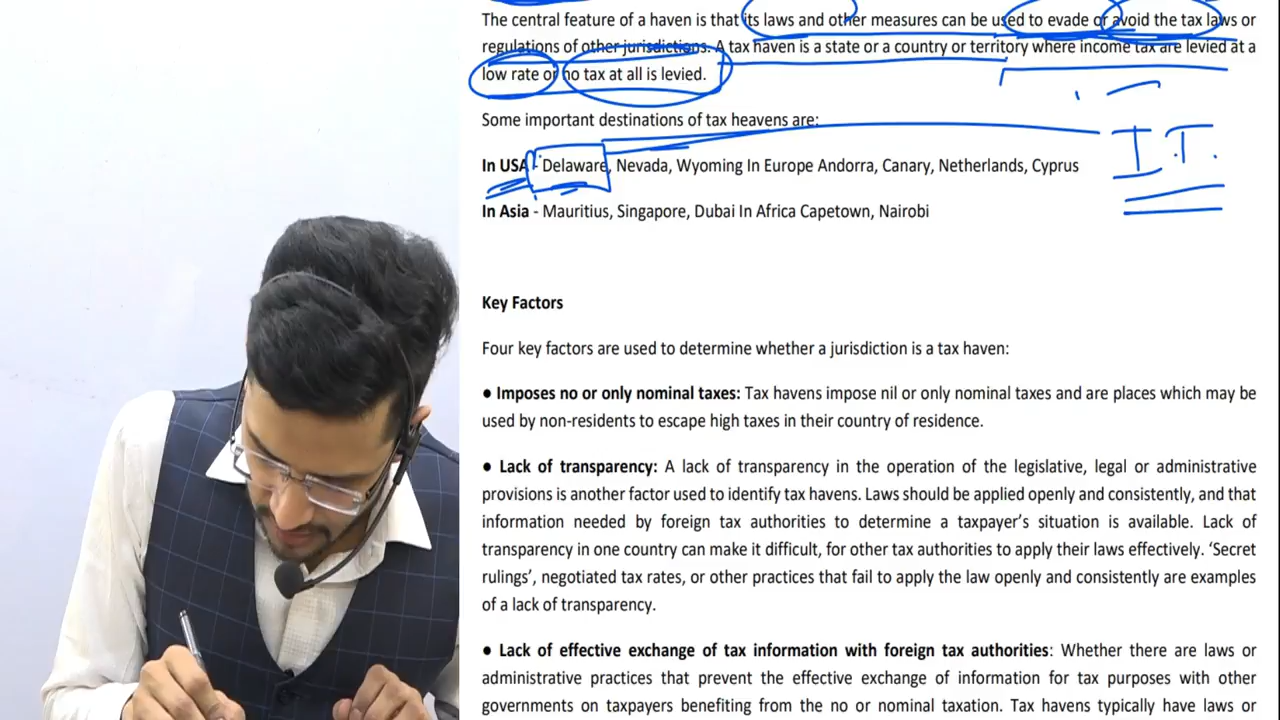 The central feature of a haven is that its laws and other measures can be used to evade or avoid the tax laws or
regulations of other jurisdictions. A tax haven is a state or a country or territory where income tax are levied at a
low rate or no tax at all is levied.
Some important destinations of tax heavens are:
In USA - Delaware, Nevada, Wyoming In Europe Andorra, Canary, Netherlands, Cyprus
I.T.
In Asia - Mauritius, Singapore, Dubai In Africa Capetown, Nairobi
Key Factors
Four key factors are used to determine whether a jurisdiction is a tax haven:
● Imposes no or only nominal taxes: Tax havens impose nil or only nominal taxes and are places which may be
used by non-residents to escape high taxes in their country of residence.
● Lack of transparency: A lack of transparency in the operation of the legislative, legal or administrative
provisions is another factor used to identify tax havens. Laws should be applied openly and consistently, and that
information needed by foreign tax authorities to determine a taxpayer’s situation is available. Lack of
transparency in one country can make it difficult, for other tax authorities to apply their laws effectively. ‘Secret
rulings’, negotiated tax rates, or other practices that fail to apply the law openly and consistently are examples
of a lack of transparency.
● Lack of effective exchange of tax information with foreign tax authorities: Whether there are laws or
administrative practices that prevent the effective exchange of information for tax purposes with other
governments on taxpayers benefiting from the no or nominal taxation. Tax havens typically have laws or